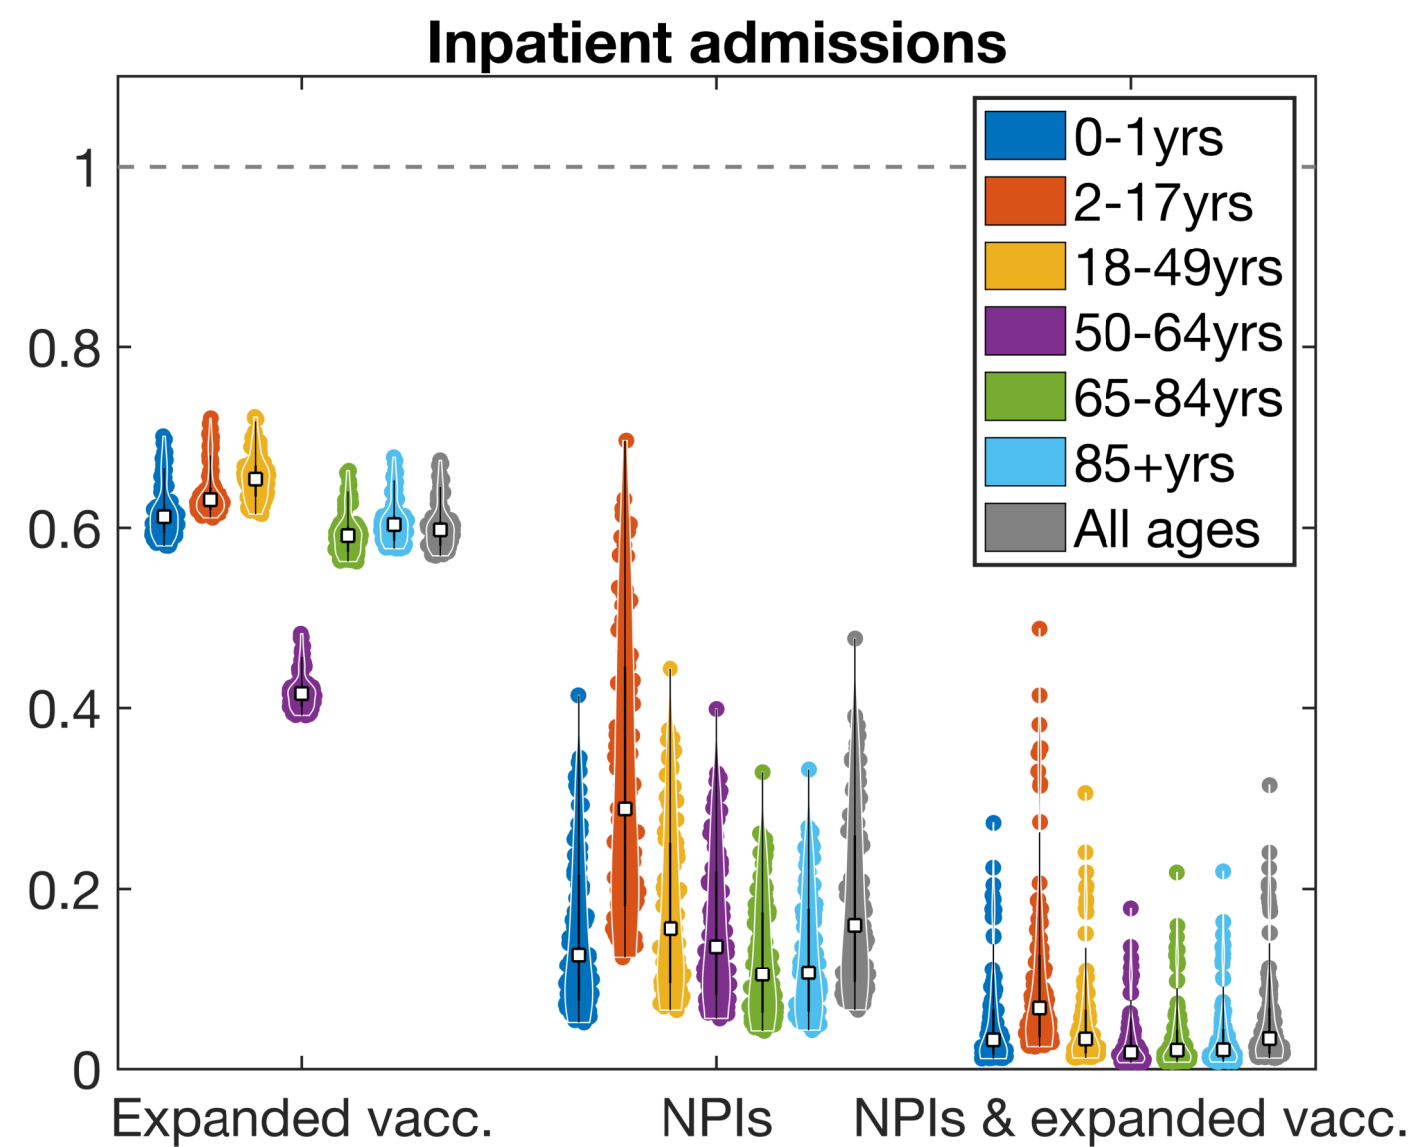 Inpatient admissions
1
0.8
0.6
0.4
0.2
0
0-1yrs
2-17yrs
18-49yrs
50-64yrs
65-84yrs
85+yrs
All ages
Expanded vacc.
NPIs
NPIs & expanded vacc.